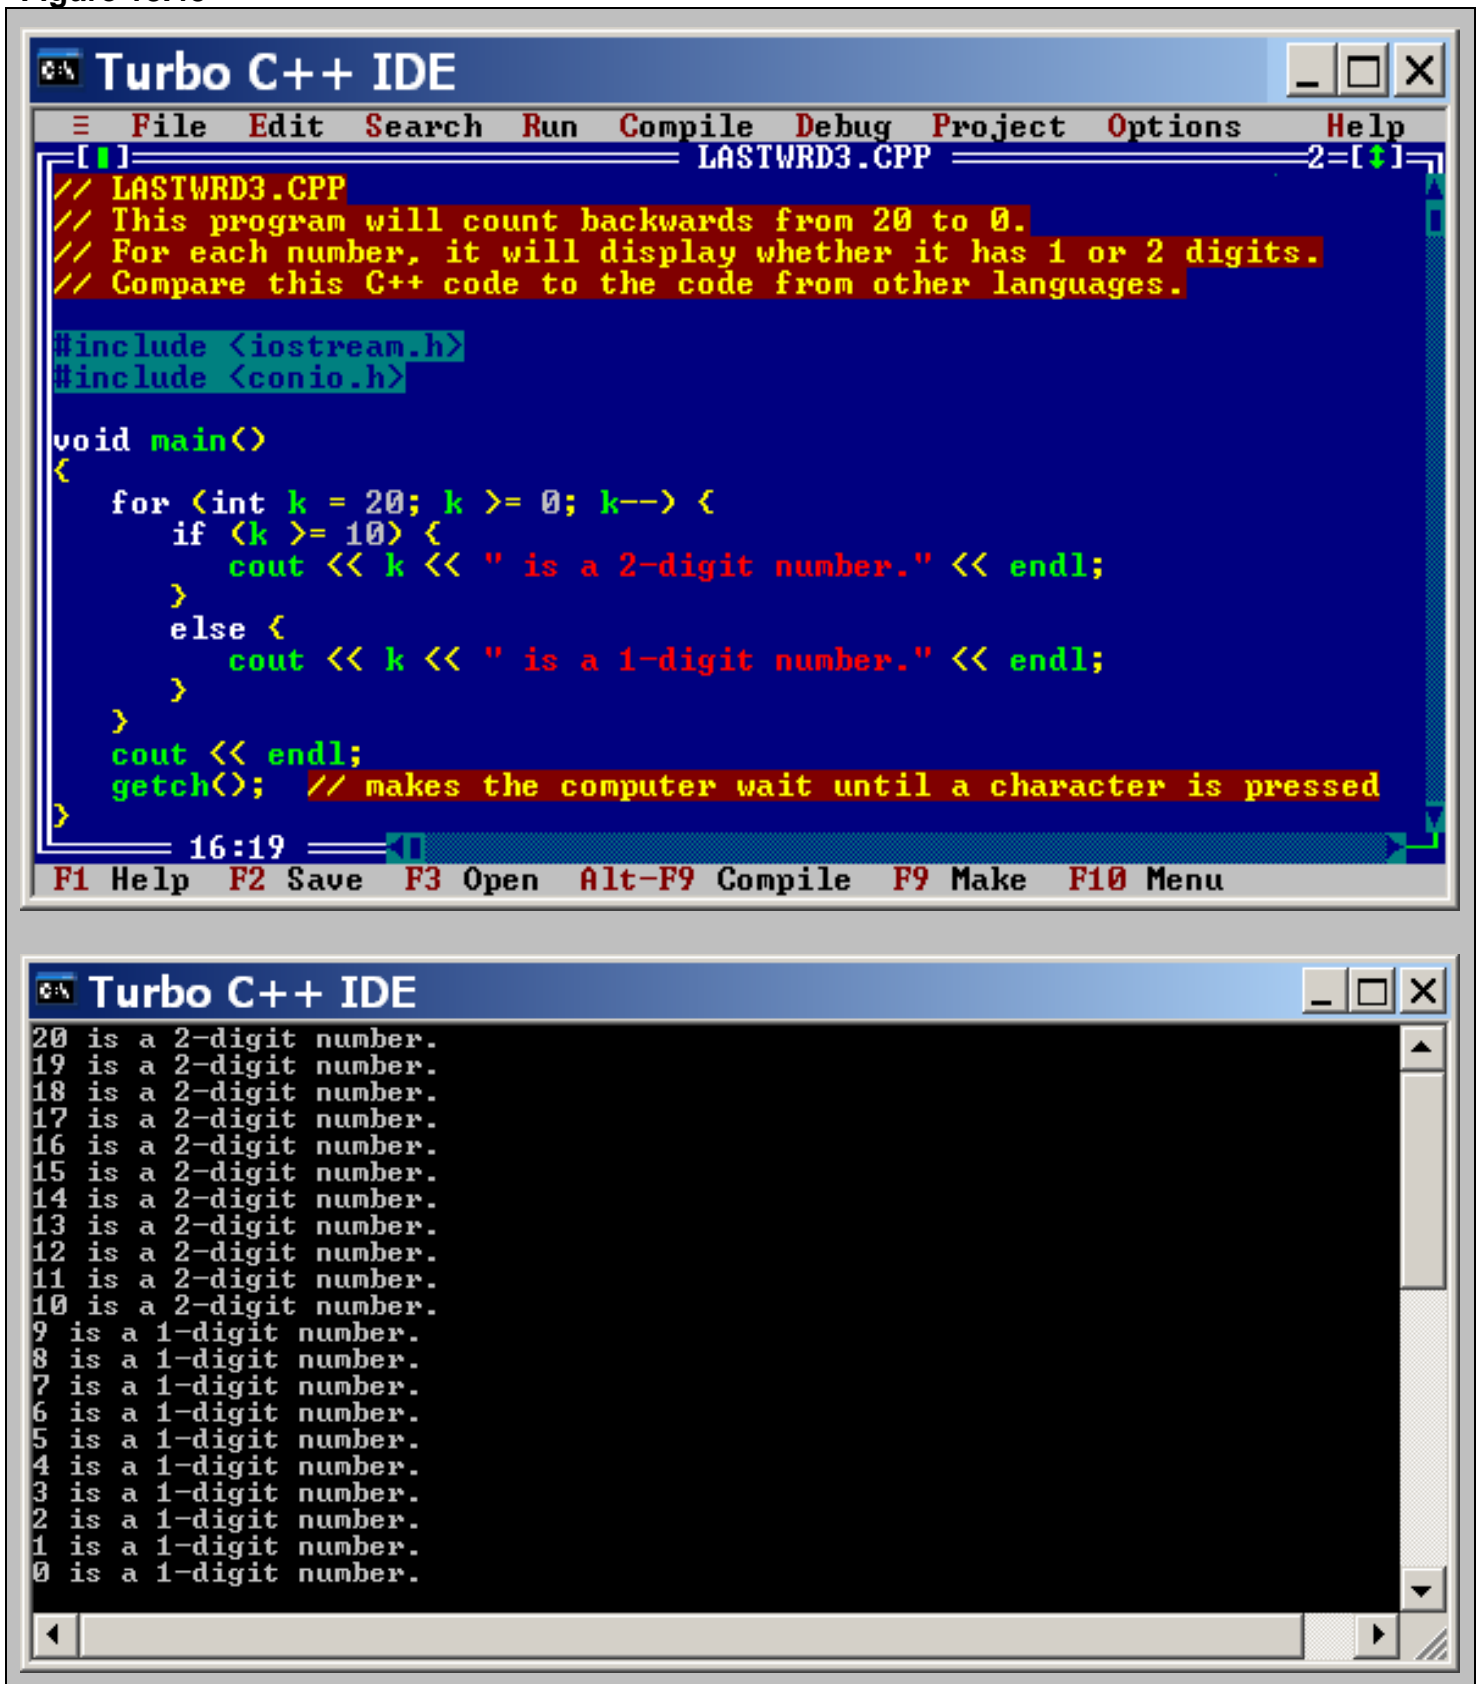 Turbo C++ IDE
≡ File Edit Search Run Compile Debug Project Options Help
[▮] LASTWRD3.CPP 2=[↕]
// LASTWRD3.CPP
// This program will count backwards from 20 to 0.
// For each number, it will display whether it has 1 or 2 digits.
// Compare this C++ code to the code from other languages.
#include <iostream.h>
#include <conio.h>
void main()
{
for (int k = 20; k >= 0; k--) {
if (k >= 10) {
cout << k << " is a 2-digit number." << endl;
}
else {
cout << k << " is a 1-digit number." << endl;
}
}
cout << endl;
getch(); // makes the computer wait until a character is pressed
}
16:19
F1 Help F2 Save F3 Open Alt-F9 Compile F9 Make F10 Menu
Turbo C++ IDE
20 is a 2-digit number.
19 is a 2-digit number.
18 is a 2-digit number.
17 is a 2-digit number.
16 is a 2-digit number.
15 is a 2-digit number.
14 is a 2-digit number.
13 is a 2-digit number.
12 is a 2-digit number.
11 is a 2-digit number.
10 is a 2-digit number.
9 is a 1-digit number.
8 is a 1-digit number.
7 is a 1-digit number.
6 is a 1-digit number.
5 is a 1-digit number.
4 is a 1-digit number.
3 is a 1-digit number.
2 is a 1-digit number.
1 is a 1-digit number.
0 is a 1-digit number.